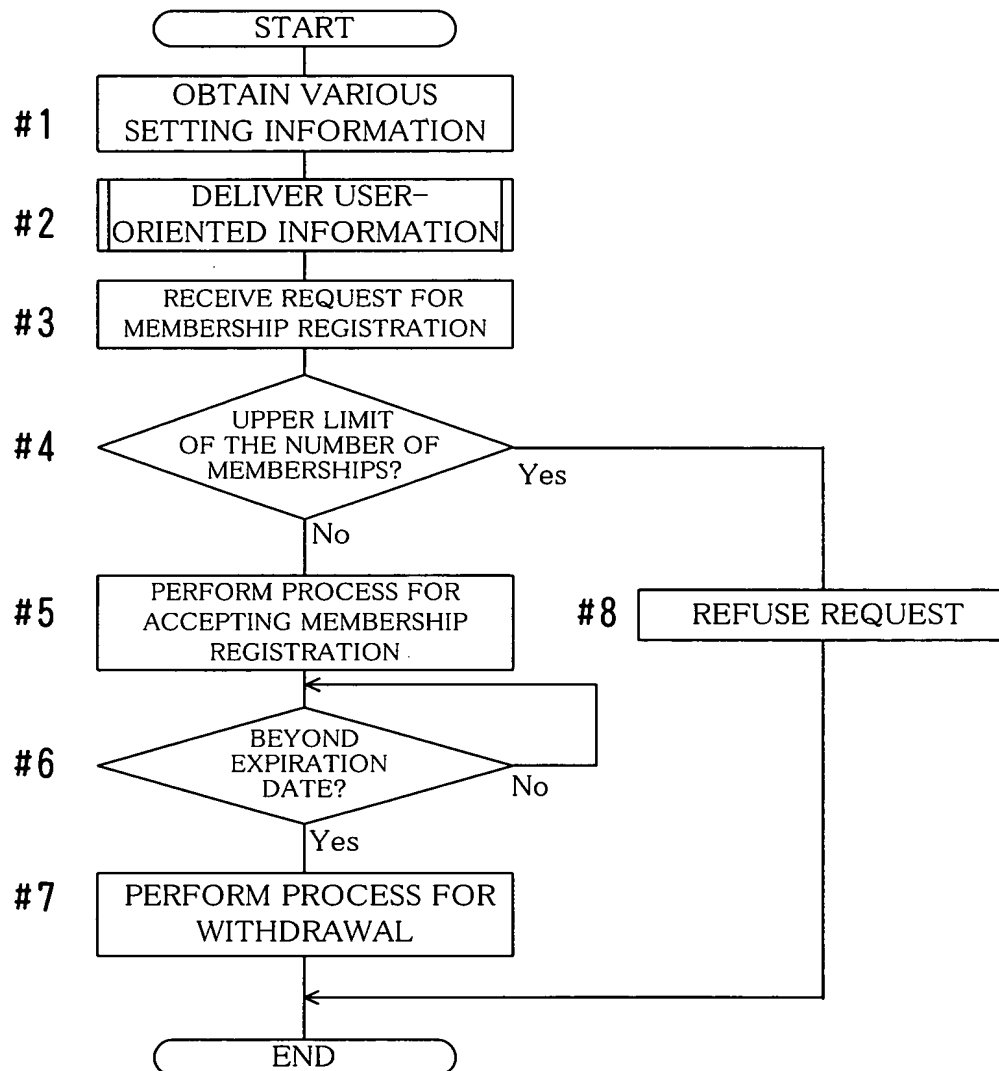 START
#1
OBTAIN VARIOUS
SETTING INFORMATION
#2
DELIVER USER-
ORIENTED INFORMATION
#3
RECEIVE REQUEST FOR
MEMBERSHIP REGISTRATION
#4
UPPER LIMIT
OF THE NUMBER OF
MEMBERSHIPS?
Yes
No
#5
PERFORM PROCESS FOR
ACCEPTING MEMBERSHIP
REGISTRATION
#8
REFUSE REQUEST
#6
BEYOND
EXPIRATION
DATE?
No
Yes
#7
PERFORM PROCESS FOR
WITHDRAWAL
END